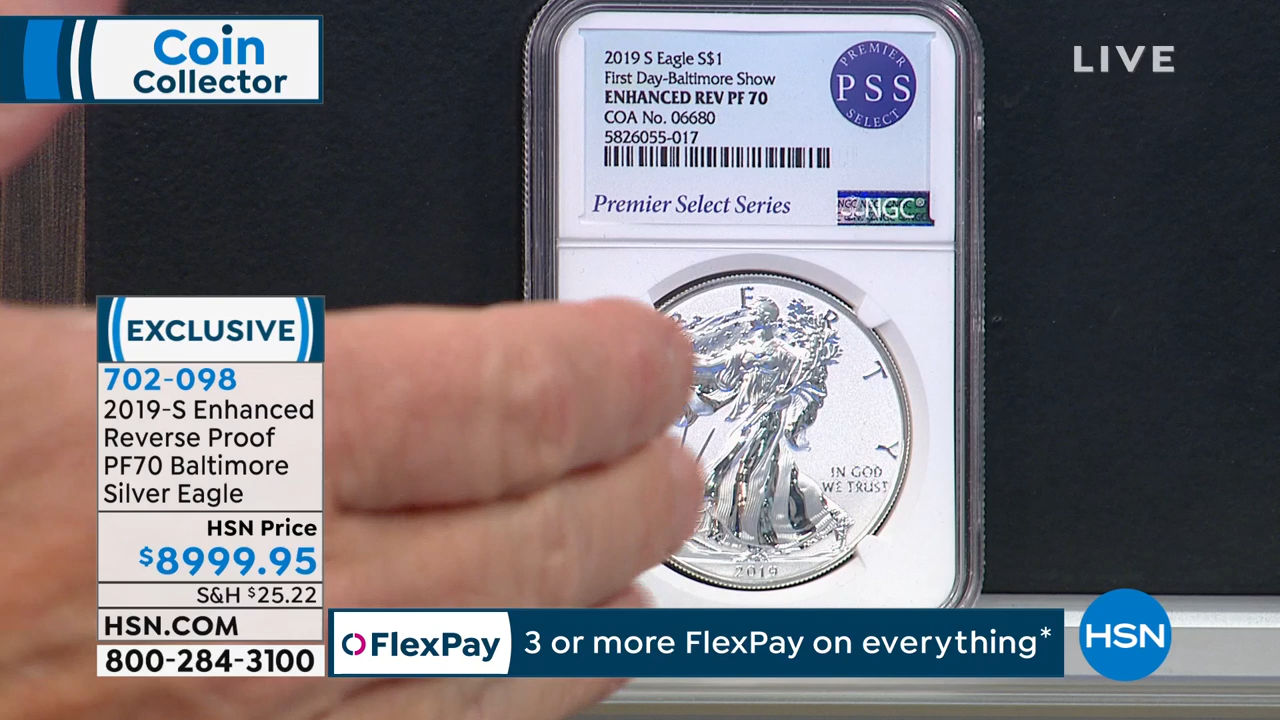 Coin
Collector
LIVE
2019 S Eagle S$1
First Day-Baltimore Show
ENHANCED REV PF 70
COA No. 06680
5826055-017
Premier Select Series
PREMIER
PSS
SELECT
NGC
E R T Y
IN GOD
WE TRUST
2019
EXCLUSIVE
702-098
2019-S Enhanced
Reverse Proof
PF70 Baltimore
Silver Eagle
HSN Price
$8999.95
S&H $25.22
HSN.COM
800-284-3100
FlexPay
3 or more FlexPay on everything*
HSN